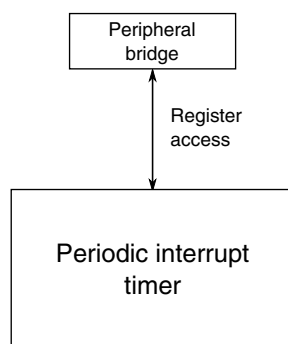 Peripheral
bridge
Register
access
Periodic interrupt
timer